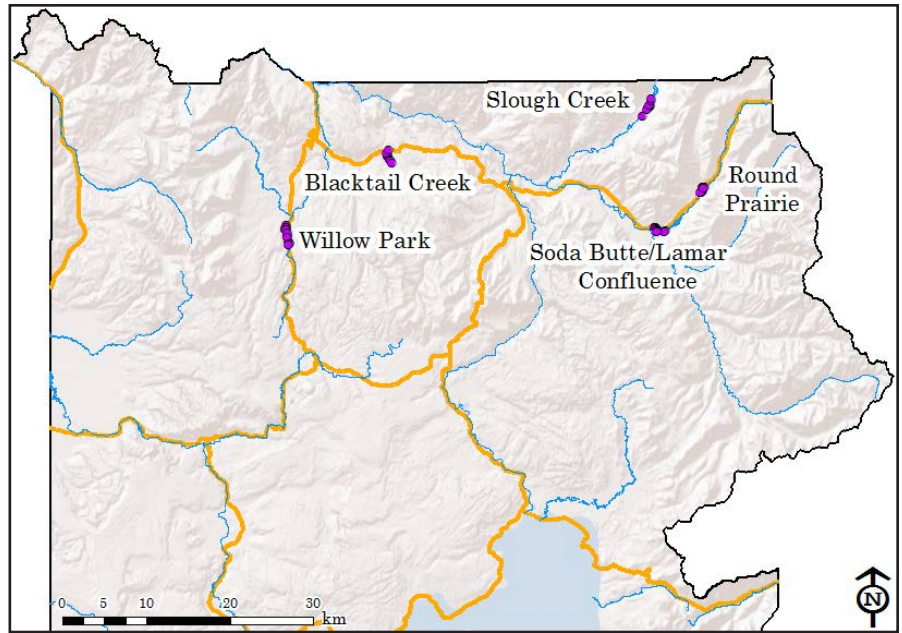 Slough Creek
Blacktail Creek
Round
Prairie
Willow Park
Soda Butte/Lamar
Confluence
0 5 10 20 30
km
N